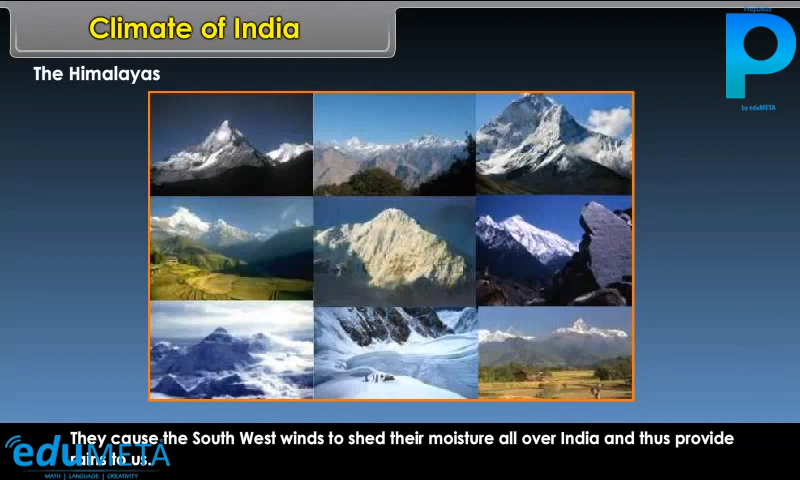 Climate of India
The Himalayas
P
by eduMETA
They cause the South West winds to shed their moisture all over India and thus provide
rains to us.
eduMETA
MATH | LANGUAGE | CREATIVITY